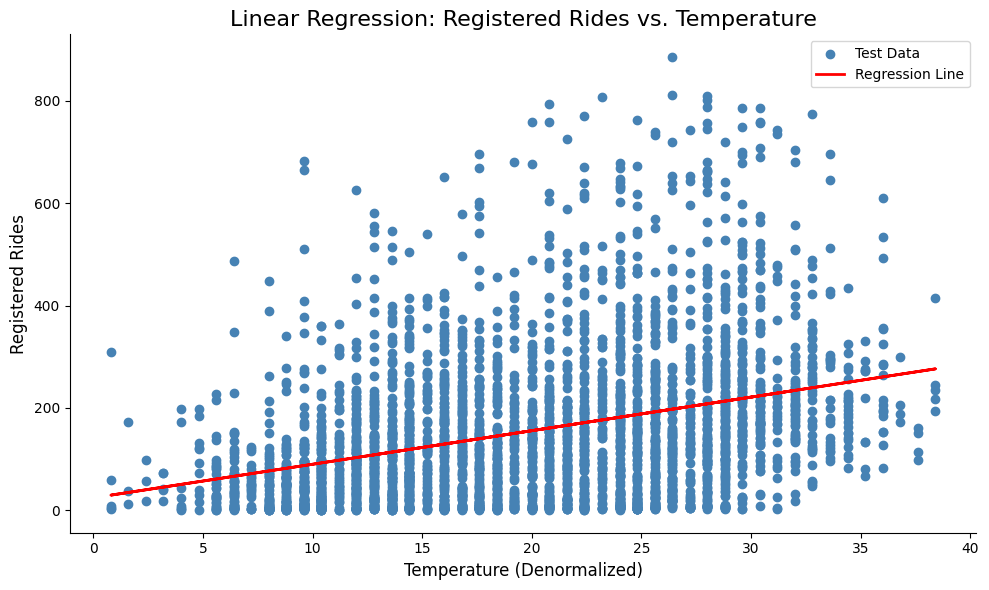 Linear Regression: Registered Rides vs. Temperature
Test Data
Regression Line
Registered Rides
800
600
400
200
0
0 5 10 15 20 25 30 35 40
Temperature (Denormalized)